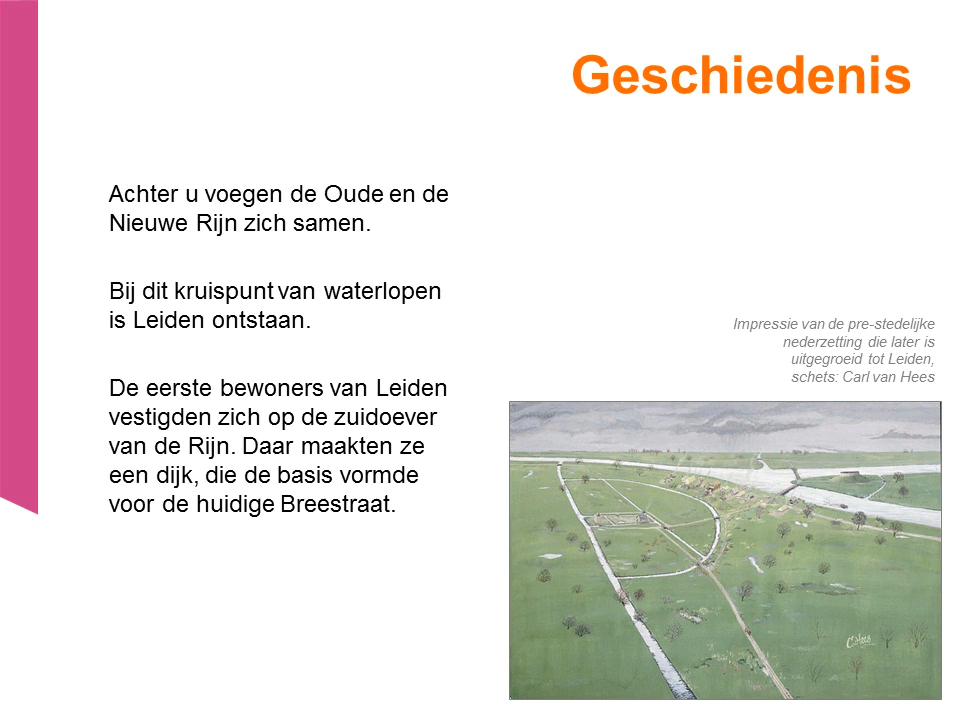 Geschiedenis
Achter u voegen de Oude en de
Nieuwe Rijn zich samen.
Bij dit kruispunt van waterlopen
is Leiden ontstaan.
De eerste bewoners van Leiden
vestigden zich op de zuidoever
van de Rijn. Daar maakten ze
een dijk, die de basis vormde
voor de huidige Breestraat.
Impressie van de pre-stedelijke
nederzetting die later is
uitgegroeid tot Leiden,
schets: Carl van Hees